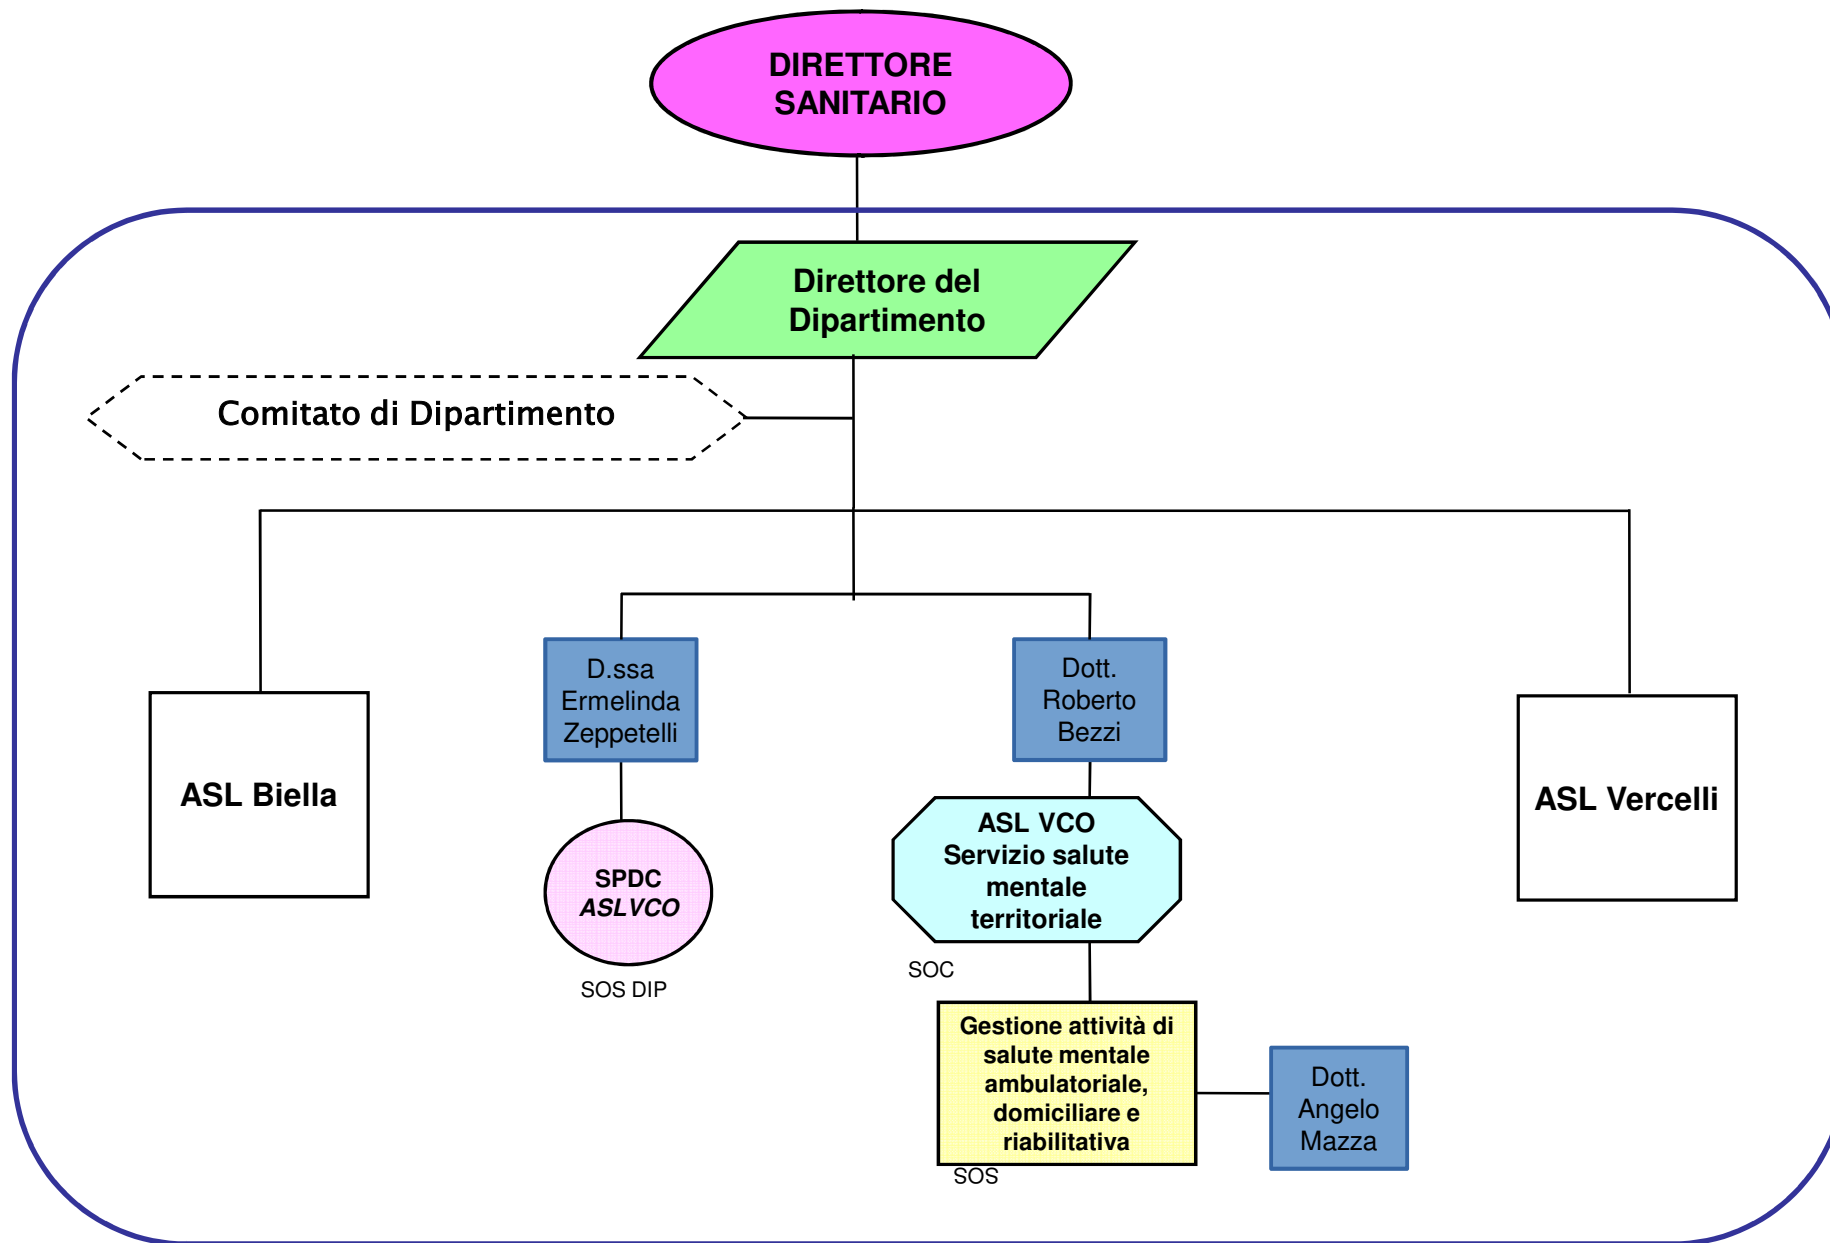 DIRETTORE
SANITARIO
Direttore del
Dipartimento
Comitato di Dipartimento
D.ssa
Ermelinda
Zeppetelli
Dott.
Roberto
Bezzi
ASL Biella
ASL Vercelli
SPDC
ASLVCO
SOS DIP
ASL VCO
Servizio salute
mentale
territoriale
SOC
Gestione attività di
salute mentale
ambulatoriale,
domiciliare e
riabilitativa
SOS
Dott.
Angelo
Mazza